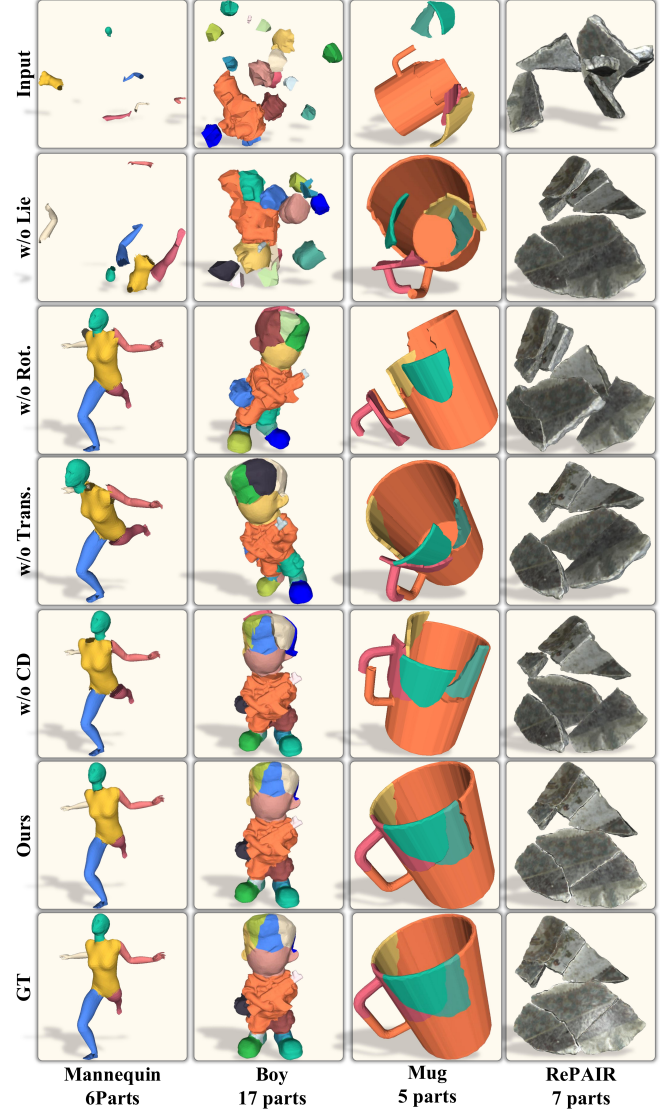 Input
w/o Lie
w/o Rot.
w/o Trans.
w/o CD
Ours
GT
Mannequin
6Parts
Boy
17 parts
Mug
5 parts
RePAIR
7 parts